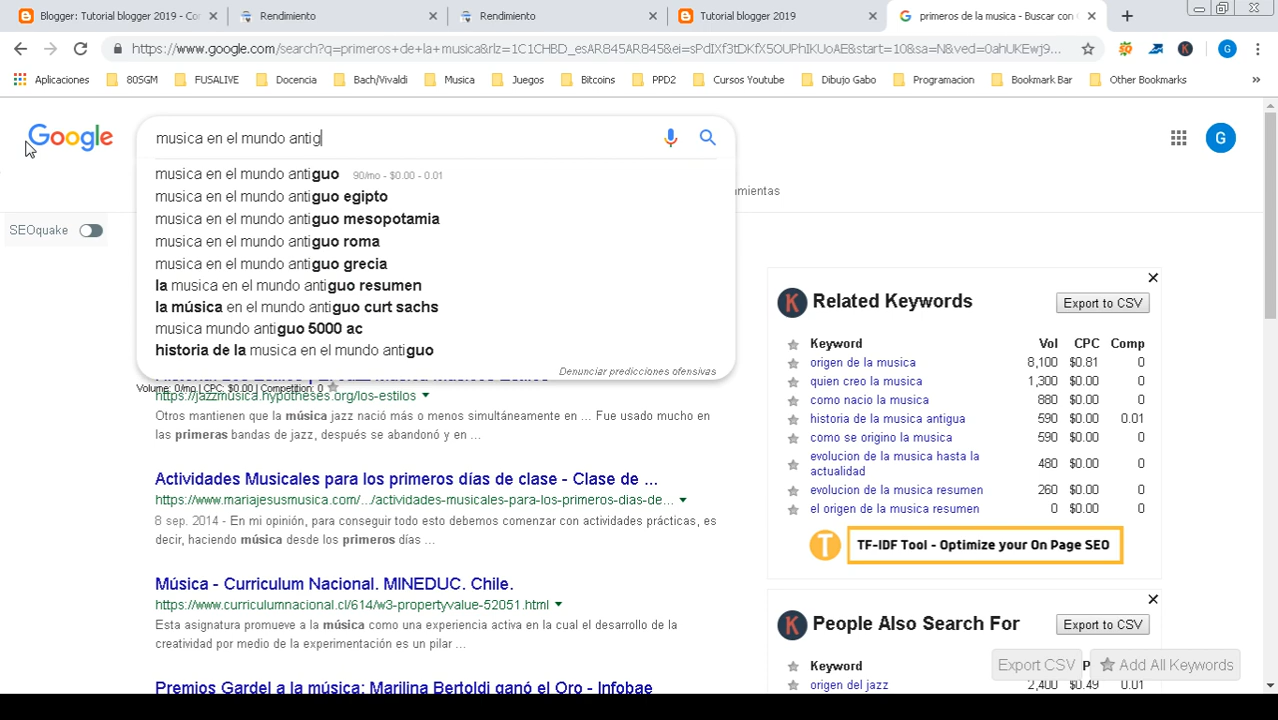 Blogger: Tutorial blogger 2019 - Co
Rendimiento
Rendimiento
Tutorial blogger 2019
primeros de la musica - Buscar con
https://www.google.com/search?q=primeros+de+la+musica&rlz=1C1CHBD_esAR845AR845&ei=sPdIXf3tDKfX5OUPhIKUoAE&start=10&sa=N&ved=0ahUKEwj...
Aplicaciones
80SGM
FUSALIVE
Docencia
Bach/Vivaldi
Musica
Juegos
Bitcoins
PPD2
Cursos Youtube
Dibujo Gabo
Programacion
Bookmark Bar
Other Bookmarks
»
Google
musica en el mundo antig
G
musica en el mundo antiguo 90/mo - $0.00 - 0.01
musica en el mundo antiguo egipto
mientas
musica en el mundo antiguo mesopotamia
SEOquake
musica en el mundo antiguo roma
musica en el mundo antiguo grecia
la musica en el mundo antiguo resumen
la música en el mundo antiguo curt sachs
musica mundo antiguo 5000 ac
historia de la musica en el mundo antiguo
Denunciar predicciones ofensivas
Volume: 0/mg | CPC: $0.00 | Competition: 0
https://jazzmusica.hypotheses.org/los-estilos
Otros mantienen que la música jazz nació más o menos simultáneamente en ... Fue usado mucho en
las primeras bandas de jazz, después se abandonó y en ...
Actividades Musicales para los primeros días de clase - Clase de ...
https://www.mariajesusmusica.com/.../actividades-musicales-para-los-primeros-dias-de...
8 sep. 2014 - En mi opinión, para conseguir todo esto debemos comenzar con actividades prácticas, es
decir, haciendo música desde los primeros días ...
Música - Curriculum Nacional. MINEDUC. Chile.
https://www.curriculumnacional.cl/614/w3-propertyvalue-52051.html
Esta asignatura promueve a la música como una experiencia activa en la cual el desarrollo de la
creatividad por medio de la experimentación es un pilar ...
Premios Gardel a la música: Marilina Bertoldi ganó el Oro - Infobae
K Related Keywords Export to CSV
Keyword Vol CPC Comp
origen de la musica 8,100 $0.81 0
quien creo la musica 1,300 $0.00 0
como nacio la musica 880 $0.00 0
historia de la musica antigua 590 $0.00 0.01
como se origino la musica 590 $0.00 0
evolucion de la musica hasta la
actualidad 480 $0.00 0
evolucion de la musica resumen 260 $0.00 0
el origen de la musica resumen 0 $0.00 0
T TF-IDF Tool - Optimize your On Page SEO
K People Also Search For Export to CSV
Keyword P
Export CSV
Add All Keywords
origen del jazz 2,400 $0.49 0.01